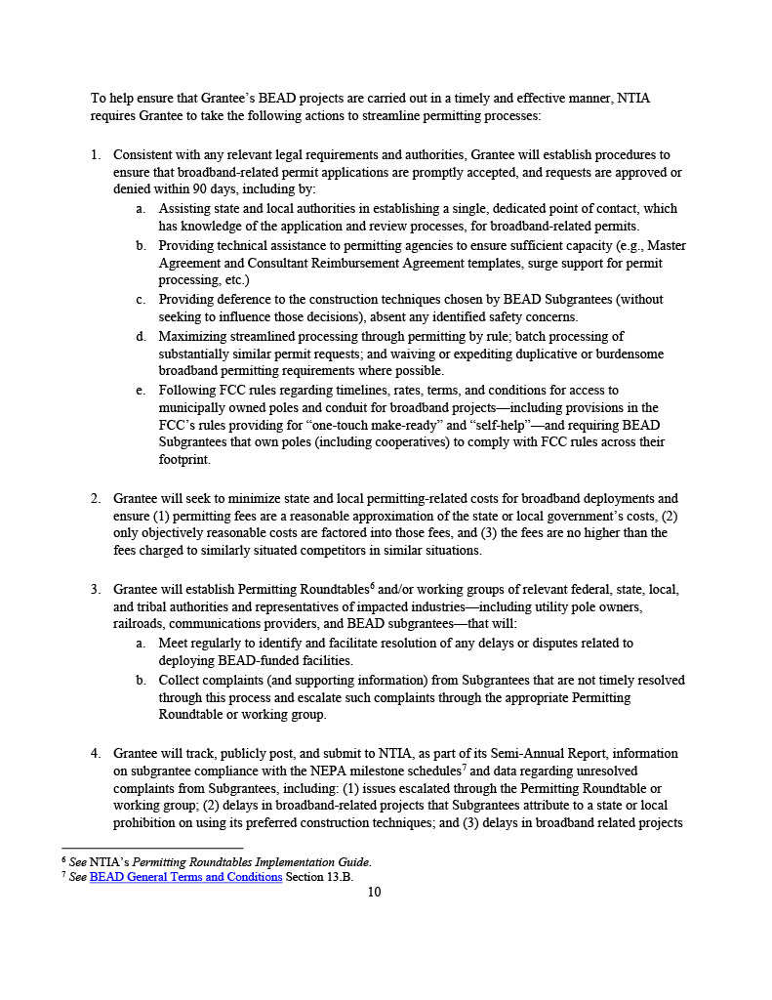 To help ensure that Grantee’s BEAD projects are carried out in a timely and effective manner, NTIA
requires Grantee to take the following actions to streamline permitting processes:
1. Consistent with any relevant legal requirements and authorities, Grantee will establish procedures to
ensure that broadband-related permit applications are promptly accepted, and requests are approved or
denied within 90 days, including by:
a. Assisting state and local authorities in establishing a single, dedicated point of contact, which
has knowledge of the application and review processes, for broadband-related permits.
b. Providing technical assistance to permitting agencies to ensure sufficient capacity (e.g., Master
Agreement and Consultant Reimbursement Agreement templates, surge support for permit
processing, etc.)
c. Providing deference to the construction techniques chosen by BEAD Subgrantees (without
seeking to influence those decisions), absent any identified safety concerns.
d. Maximizing streamlined processing through permitting by rule; batch processing of
substantially similar permit requests; and waiving or expediting duplicative or burdensome
broadband permitting requirements where possible.
e. Following FCC rules regarding timelines, rates, terms, and conditions for access to
municipally owned poles and conduit for broadband projects—including provisions in the
FCC’s rules providing for “one-touch make-ready” and “self-help”—and requiring BEAD
Subgrantees that own poles (including cooperatives) to comply with FCC rules across their
footprint.
2. Grantee will seek to minimize state and local permitting-related costs for broadband deployments and
ensure (1) permitting fees are a reasonable approximation of the state or local government’s costs, (2)
only objectively reasonable costs are factored into those fees, and (3) the fees are no higher than the
fees charged to similarly situated competitors in similar situations.
3. Grantee will establish Permitting Roundtables⁶ and/or working groups of relevant federal, state, local,
and tribal authorities and representatives of impacted industries—including utility pole owners,
railroads, communications providers, and BEAD subgrantees—that will:
a. Meet regularly to identify and facilitate resolution of any delays or disputes related to
deploying BEAD-funded facilities.
b. Collect complaints (and supporting information) from Subgrantees that are not timely resolved
through this process and escalate such complaints through the appropriate Permitting
Roundtable or working group.
4. Grantee will track, publicly post, and submit to NTIA, as part of its Semi-Annual Report, information
on subgrantee compliance with the NEPA milestone schedules⁷ and data regarding unresolved
complaints from Subgrantees, including: (1) issues escalated through the Permitting Roundtable or
working group; (2) delays in broadband-related projects that Subgrantees attribute to a state or local
prohibition on using its preferred construction techniques; and (3) delays in broadband related projects
⁶ See NTIA’s Permitting Roundtables Implementation Guide.
⁷ See BEAD General Terms and Conditions Section 13.B.
10